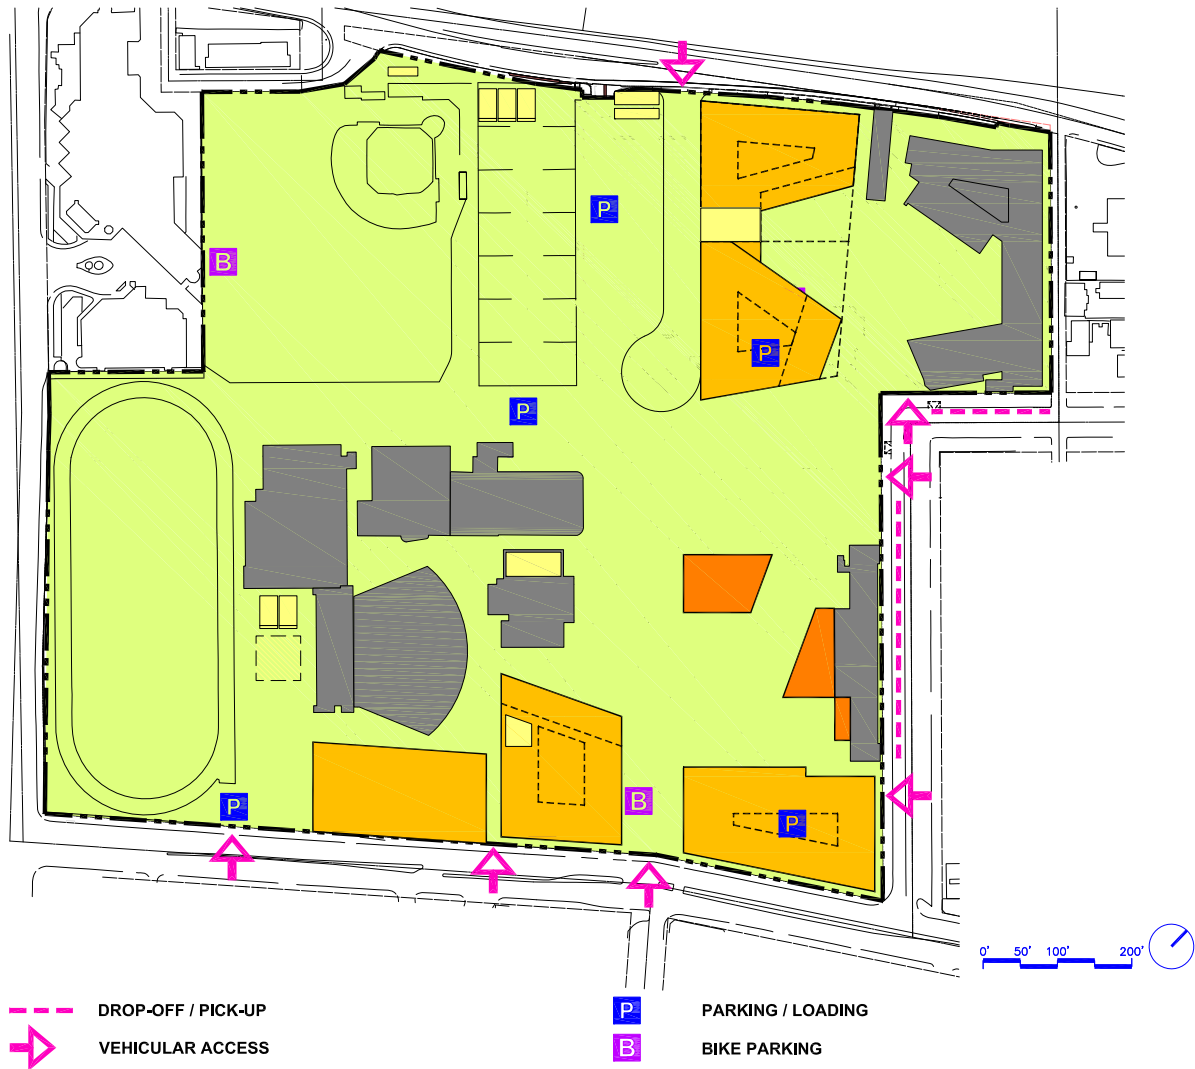 P
B
P
P
P
B
P
0' 50' 100' 200'
DROP-OFF / PICK-UP
P PARKING / LOADING
VEHICULAR ACCESS
B BIKE PARKING